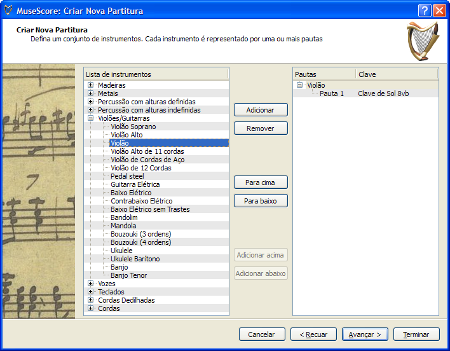 MuseScore: Criar Nova Partitura
Criar Nova Partitura
Defina um conjunto de instrumentos. Cada instrumento é representado por uma ou mais pautas
Lista de instrumentos
Madeiras
Metais
Percussão com alturas definidas
Percussão com alturas indefinidas
Violões/Guitarras
Violão Soprano
Violão Alto
Violão
Violão Alto de 11 cordas
Violão de Cordas de Aço
Violão de 12 Cordas
Pedal steel
Guitarra Elétrica
Baixo Elétrico
Contrabaixo Elétrico
Baixo Elétrico sem Trastes
Bandolim
Mandola
Bouzouki (3 ordens)
Bouzouki (4 ordens)
Ukulele
Ukulele Barítono
Banjo
Banjo Tenor
Vozes
Teclados
Cordas Dedilhadas
Cordas
Adicionar
Remover
Para cima
Para baixo
Adicionar acima
Adicionar abaixo
Pautas Clave
Violão
Pauta 1 Clave de Sol 8vb
Cancelar < Recuar Avançar > Terminar